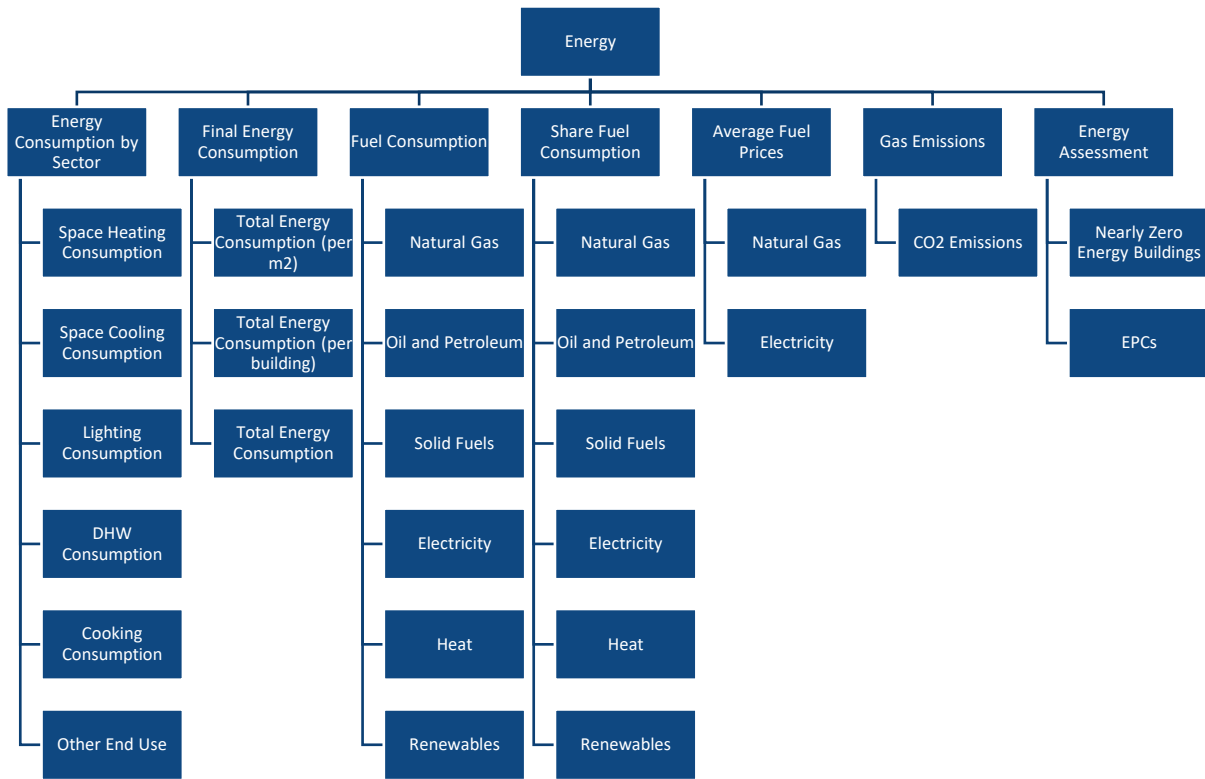 Energy
Energy
Consumption by
Sector
Final Energy
Consumption
Fuel Consumption
Share Fuel
Consumption
Average Fuel
Prices
Gas Emissions
Energy
Assessment
Space Heating
Consumption
Space Cooling
Consumption
Lighting
Consumption
DHW
Consumption
Cooking
Consumption
Other End Use
Total Energy
Consumption (per
m2)
Total Energy
Consumption (per
building)
Total Energy
Consumption
Natural Gas
Oil and Petroleum
Solid Fuels
Electricity
Heat
Renewables
Natural Gas
Oil and Petroleum
Solid Fuels
Electricity
Heat
Renewables
Natural Gas
Electricity
CO2 Emissions
Nearly Zero
Energy Buildings
EPCs